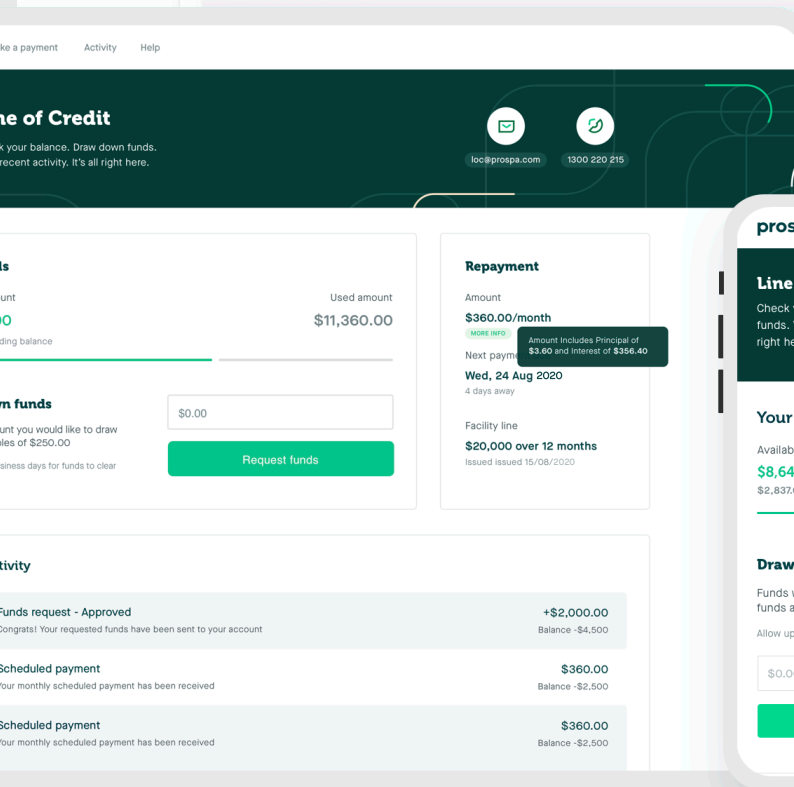 ke a payment Activity Help
ne of Credit
k your balance. Draw down funds.
recent activity. It's all right here.
loc@prospa.com 1300 220 215
ls
unt Used amount
00 $11,360.00
ding balance
wn funds
unt you would like to draw
ples of $250.00
siness days for funds to clear
$0.00
Request funds
Repayment
Amount
$360.00/month
MORE INFO
Amount Includes Principal of
$3.60 and Interest of $356.40
Next payme
Wed, 24 Aug 2020
4 days away
Facility line
$20,000 over 12 months
Issued issued 15/08/2020
tivity
Funds request - Approved +$2,000.00
Congrats! Your requested funds have been sent to your account Balance -$4,500
Scheduled payment $360.00
Your monthly scheduled payment has been received Balance -$2,500
Scheduled payment $360.00
Your monthly scheduled payment has been received Balance -$2,500
pros
Line
Check
funds.
right he
Your
Availab
$8,64
$2,837.
Draw
Funds
funds a
Allow up
$0.0